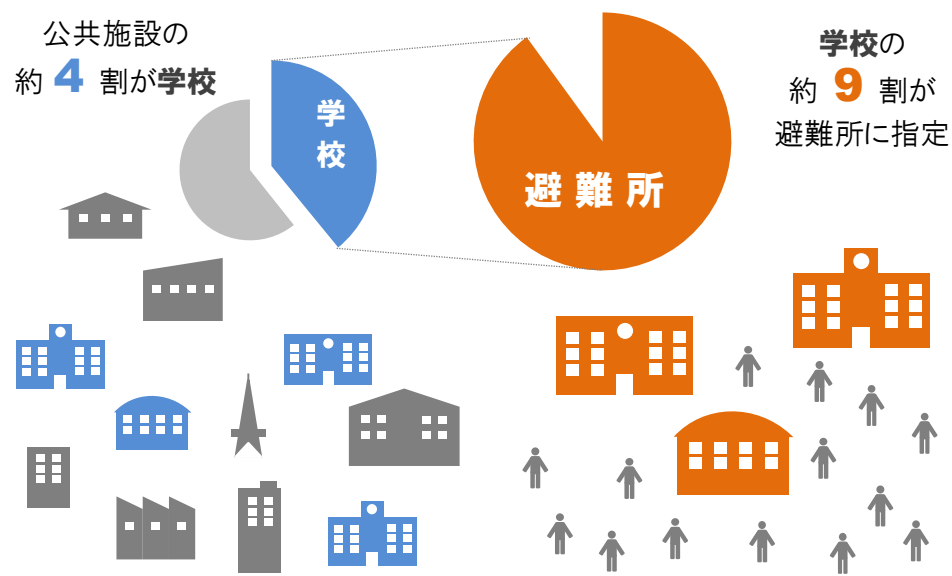 公共施設の
約 4 割が学校
学校
避難所
学校の
約 9 割が
避難所に指定